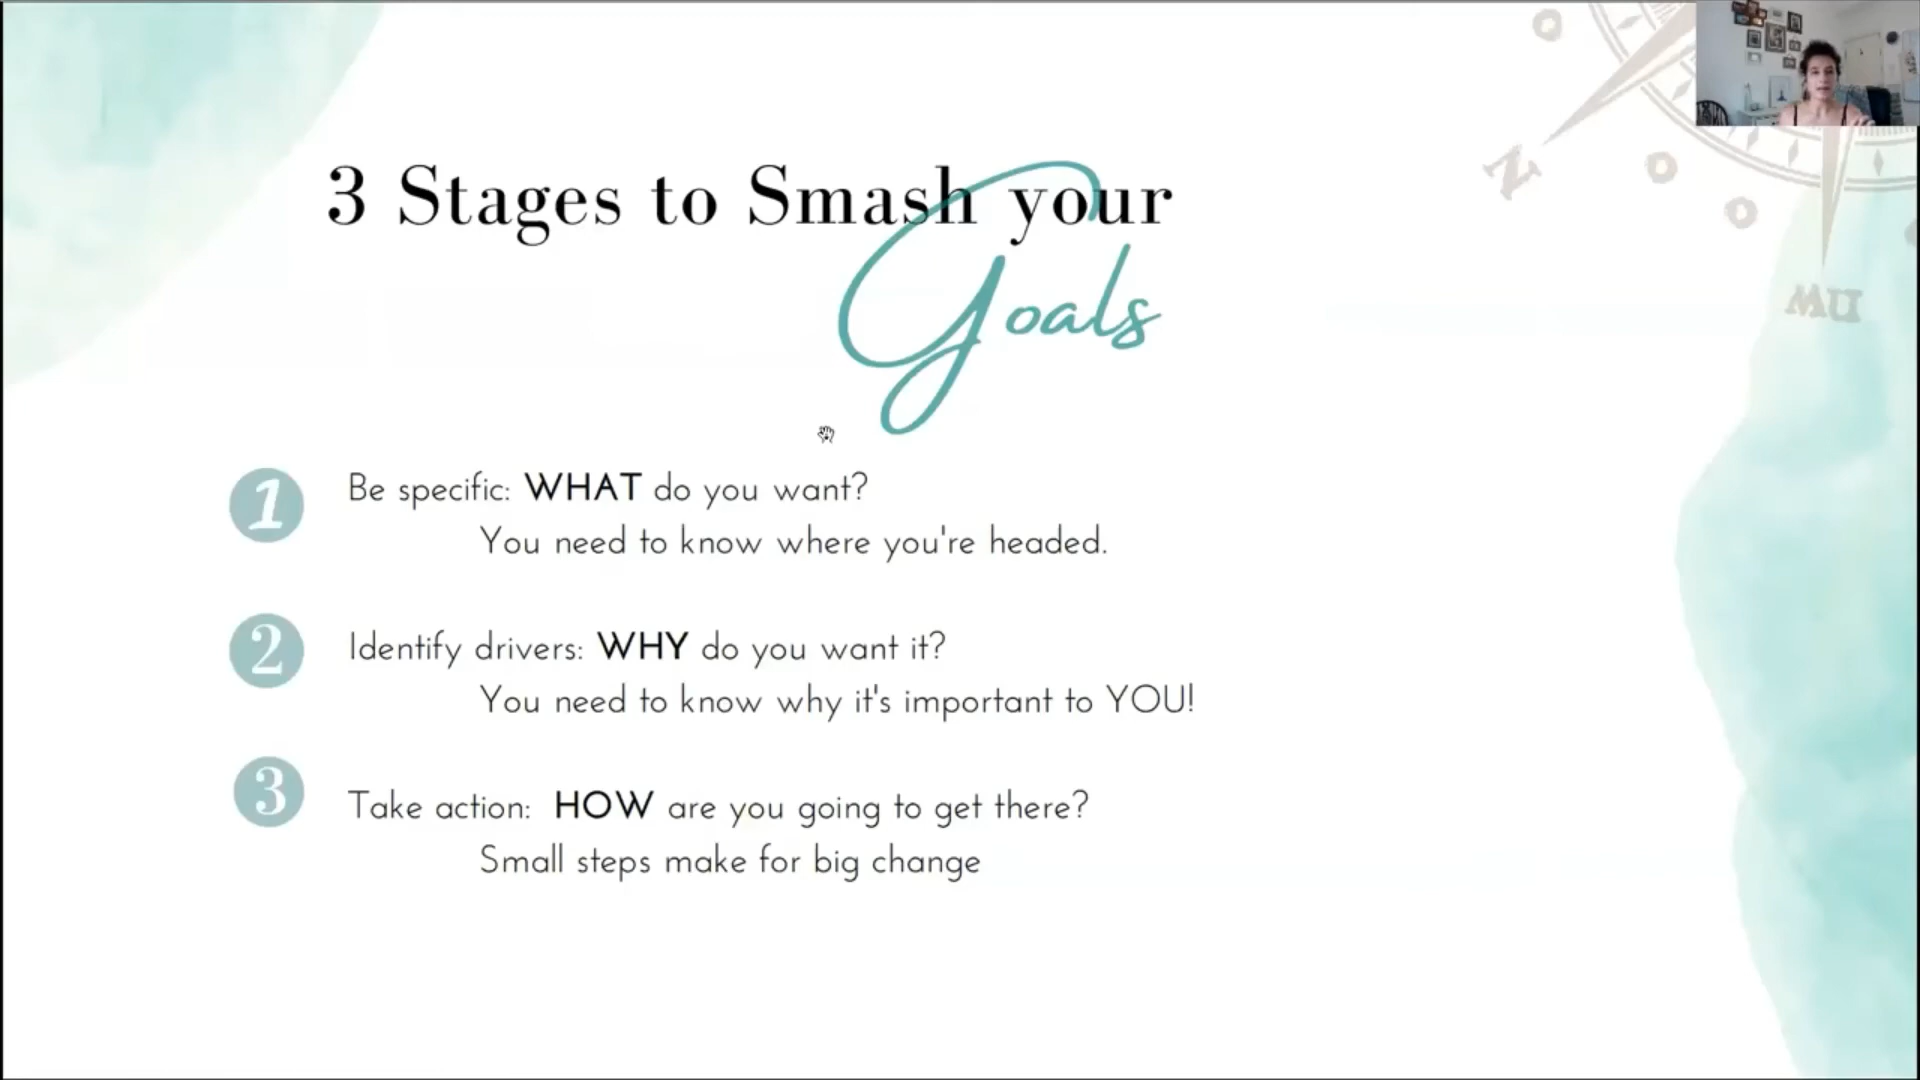 3 Stages to Smash your
Goals
1 Be specific: WHAT do you want?
You need to know where you're headed.
2 Identify drivers: WHY do you want it?
You need to know why it's important to YOU!
3 Take action: HOW are you going to get there?
Small steps make for big change
N
NW